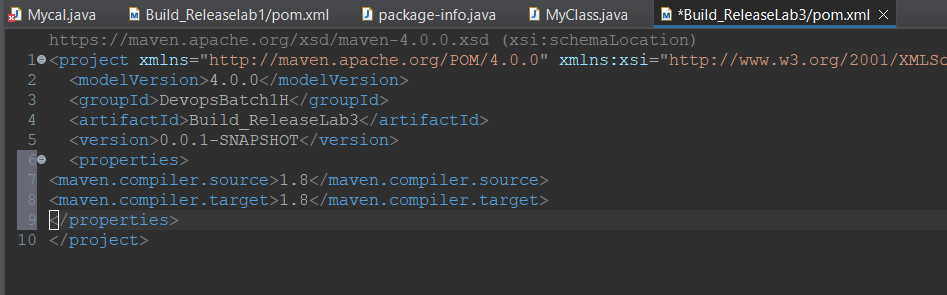 Mycal.java Build_Releaselab1/pom.xml package-info.java MyClass.java *Build_ReleaseLab3/pom.xml
https://maven.apache.org/xsd/maven-4.0.0.xsd (xsi:schemaLocation)
1 <project xmlns="http://maven.apache.org/POM/4.0.0" xmlns:xsi="http://www.w3.org/2001/XMLSc
2 <modelVersion>4.0.0</modelVersion>
3 <groupId>DevopsBatch1H</groupId>
4 <artifactId>Build_ReleaseLab3</artifactId>
5 <version>0.0.1-SNAPSHOT</version>
6 <properties>
7 <maven.compiler.source>1.8</maven.compiler.source>
8 <maven.compiler.target>1.8</maven.compiler.target>
9 </properties>
10 </project>